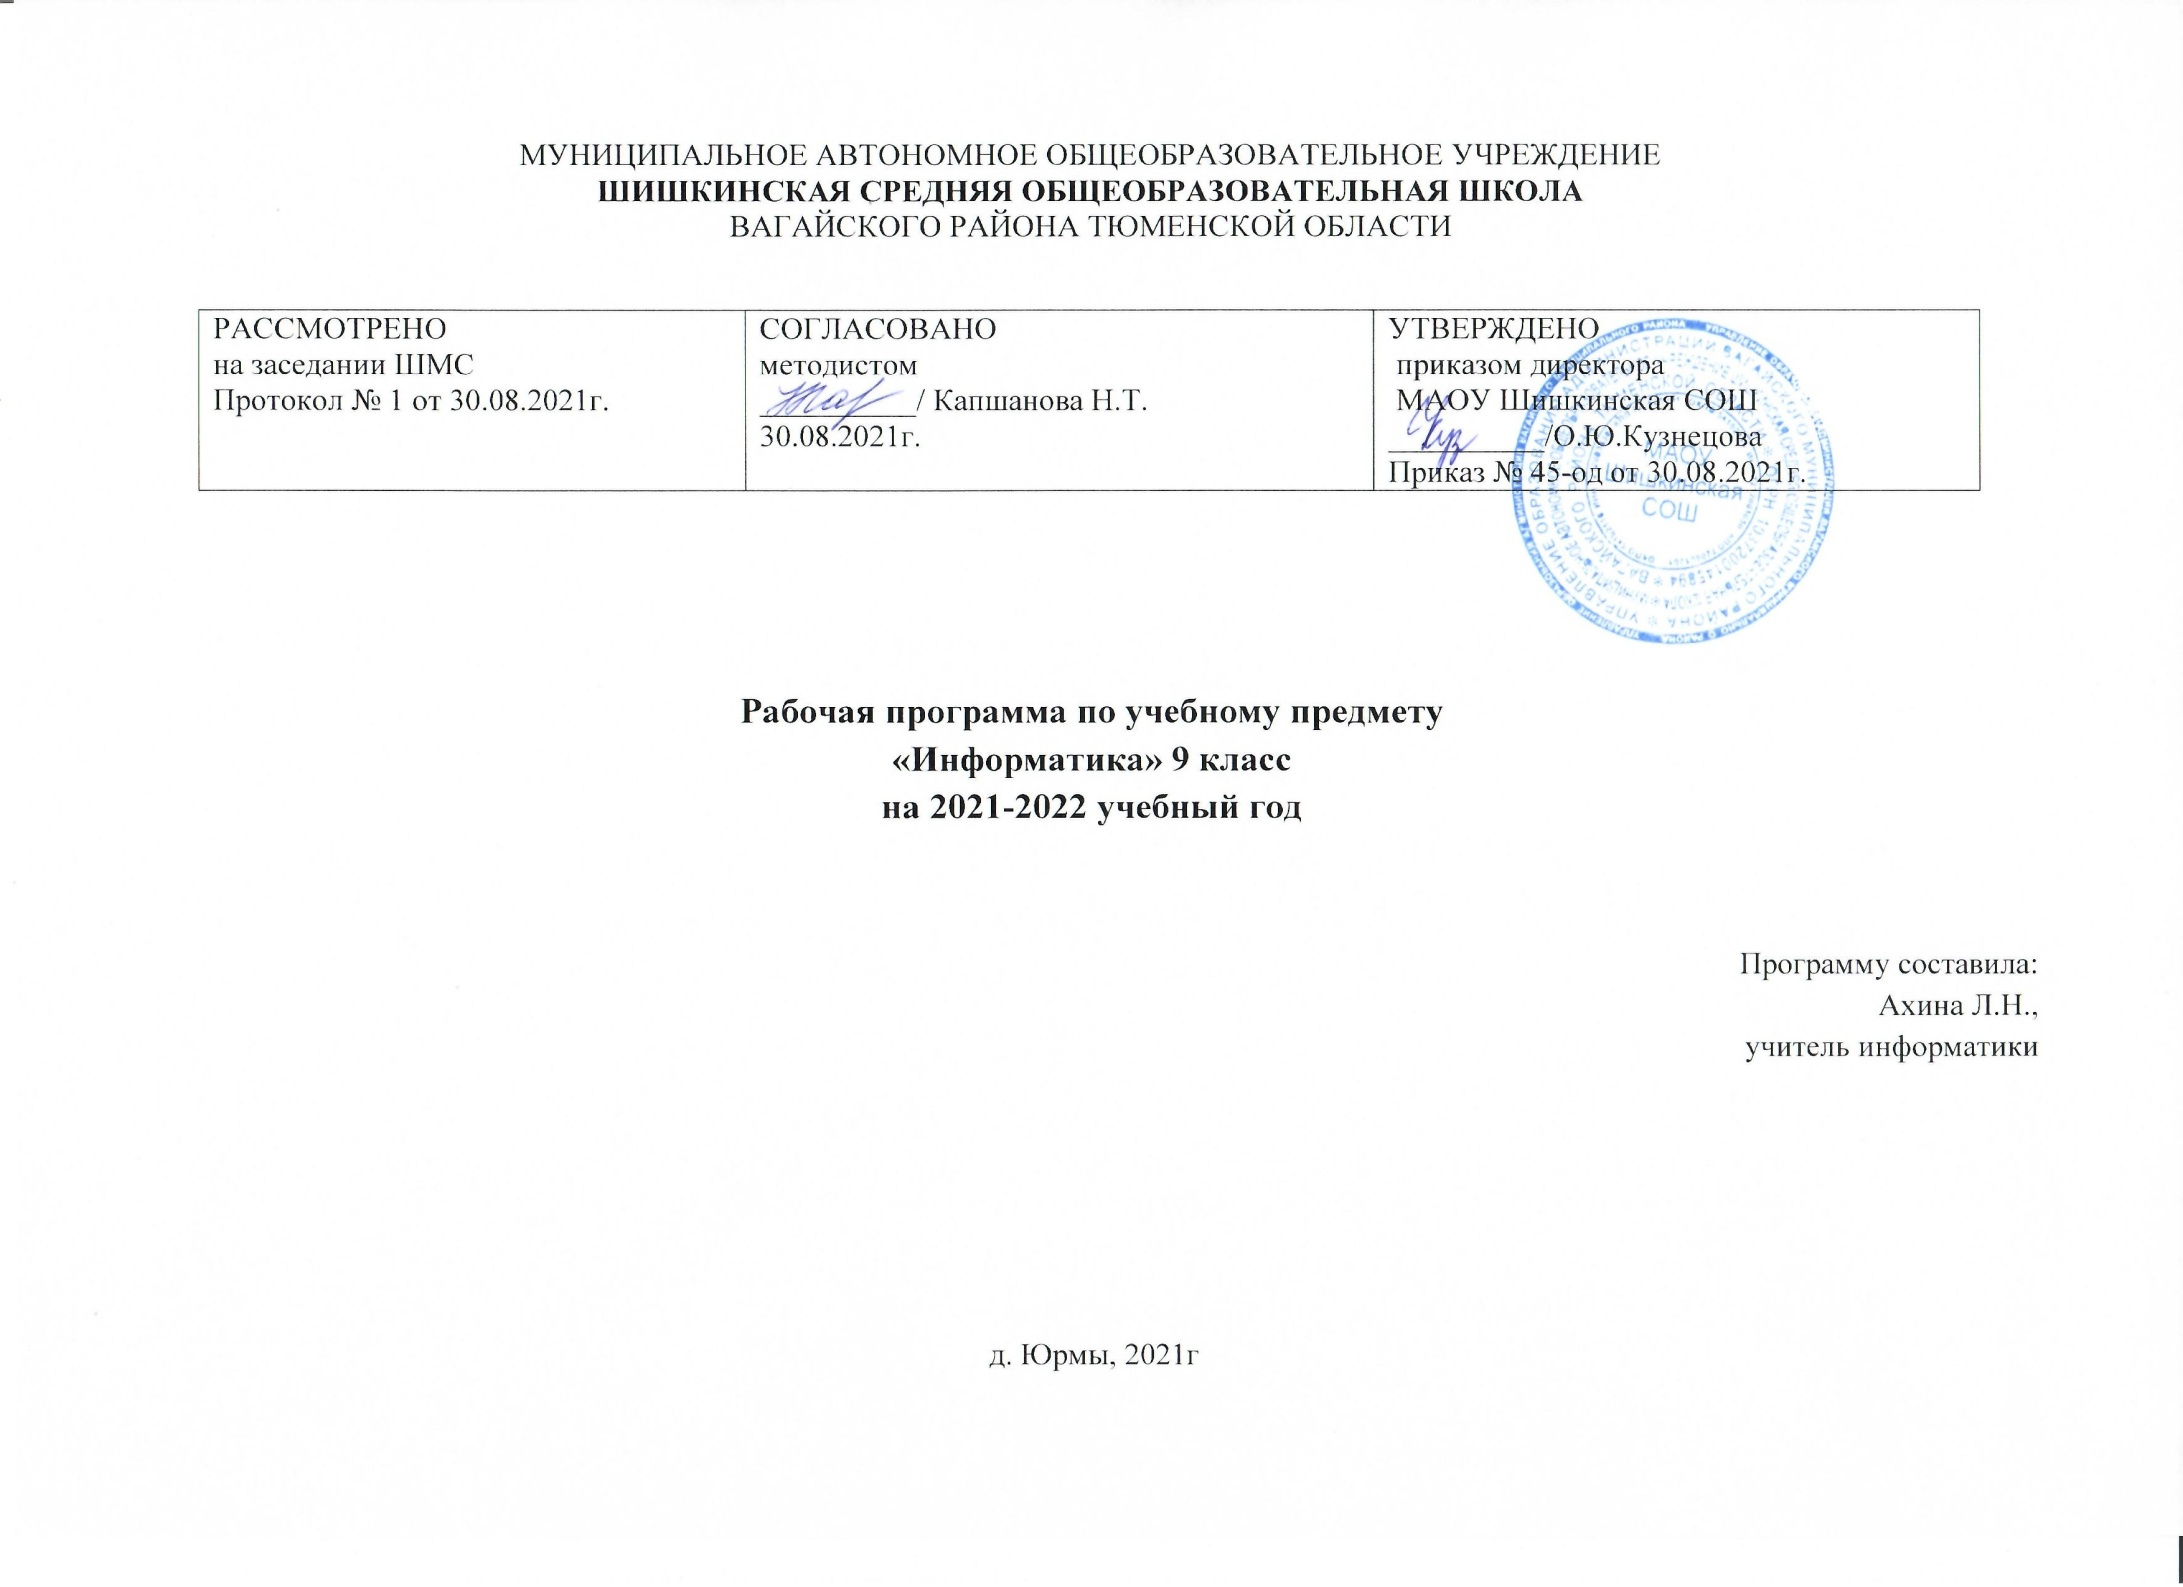 МУНИЦИПАЛЬНОЕ АВТОНОМНОЕ ОБЩЕОБРАЗОВАТЕЛЬНОЕ УЧРЕЖДЕНИЕ
ШИШКИНСКАЯ СРЕДНЯЯ ОБЩЕОБРАЗОВАТЕЛЬНАЯ ШКОЛА
ВАГАЙСКОГО РАЙОНА ТЮМЕНСКОЙ ОБЛАСТИ
РАССМОТРЕНО
на заседании ШМС
Протокол № 1 от 30.08.2021г.
СОГЛАСОВАНО
методистом
/ Капшанова Н.Т.
30.08.2021г.
УТВЕРЖДЕНО
приказом директора
МАОУ Шишкинская СОШ
/О.Ю.Кузнецова
Приказ № 45-од от 30.08.2021г.
МАОУ
Шишкинская
СОШ
Рабочая программа по учебному предмету
«Информатика» 9 класс
на 2021-2022 учебный год
Программу составила:
Ахина Л.Н.,
учитель информатики
д. Юрмы, 2021г